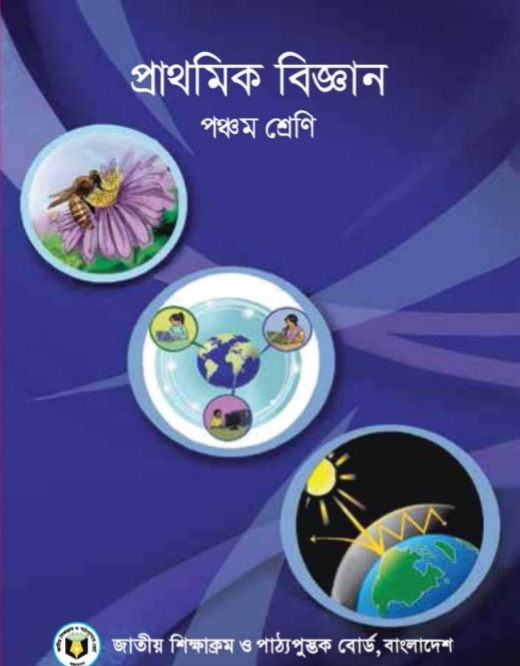 প্রাথমিক বিজ্ঞান
পঞ্চম শ্রেণি
জাতীয় শিক্ষাক্রম ও পাঠ্যপুস্তক বোর্ড, বাংলাদেশ